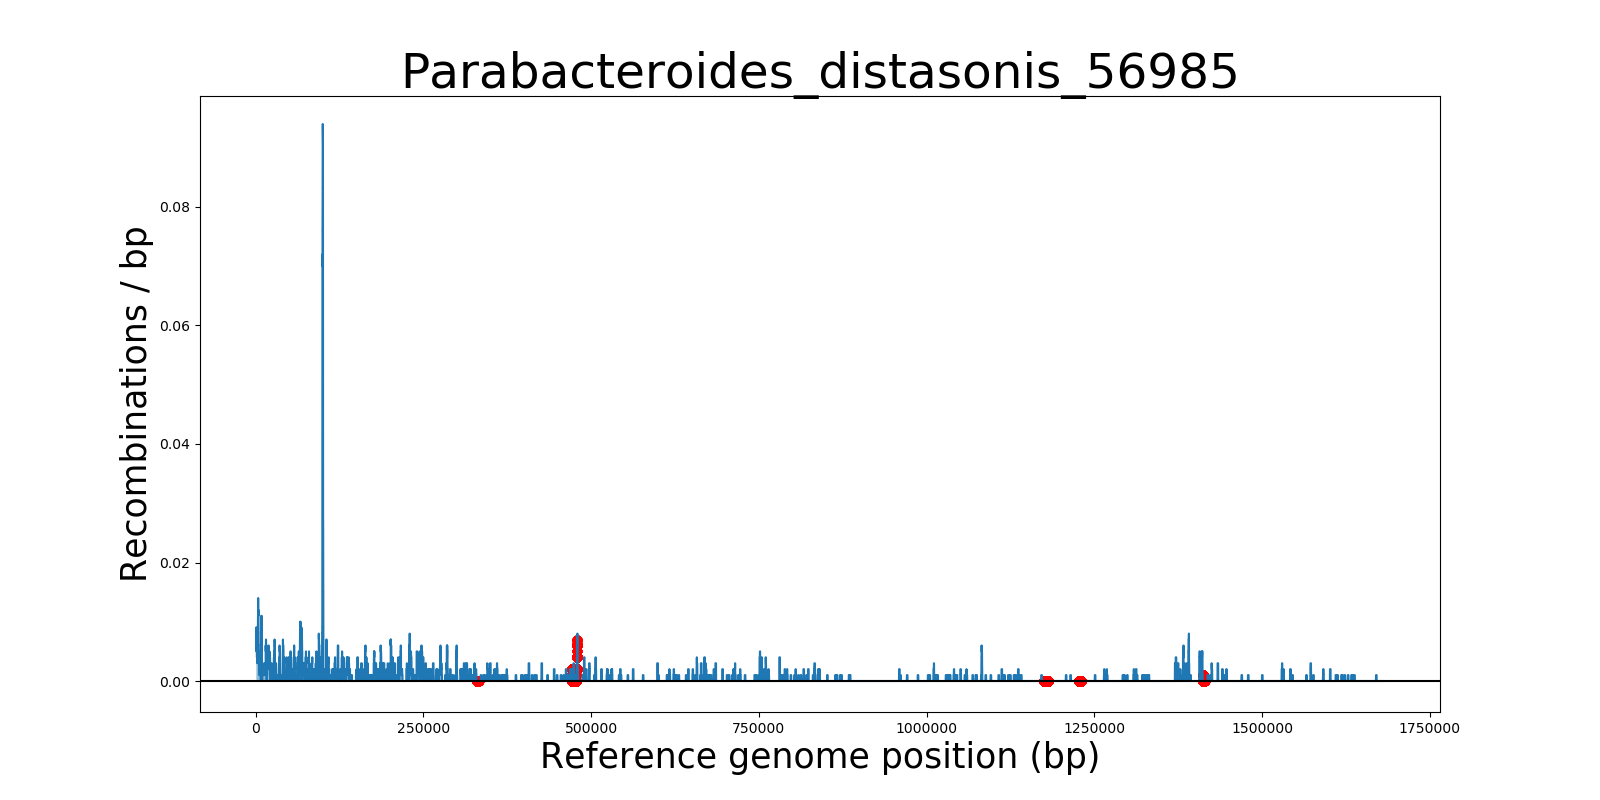 Parabacteroides_distasonis_56985
Recombinations / bp
0.08
0.06
0.04
0.02
0.00
0 250000 500000 750000 1000000 1250000 1500000 1750000
Reference genome position (bp)